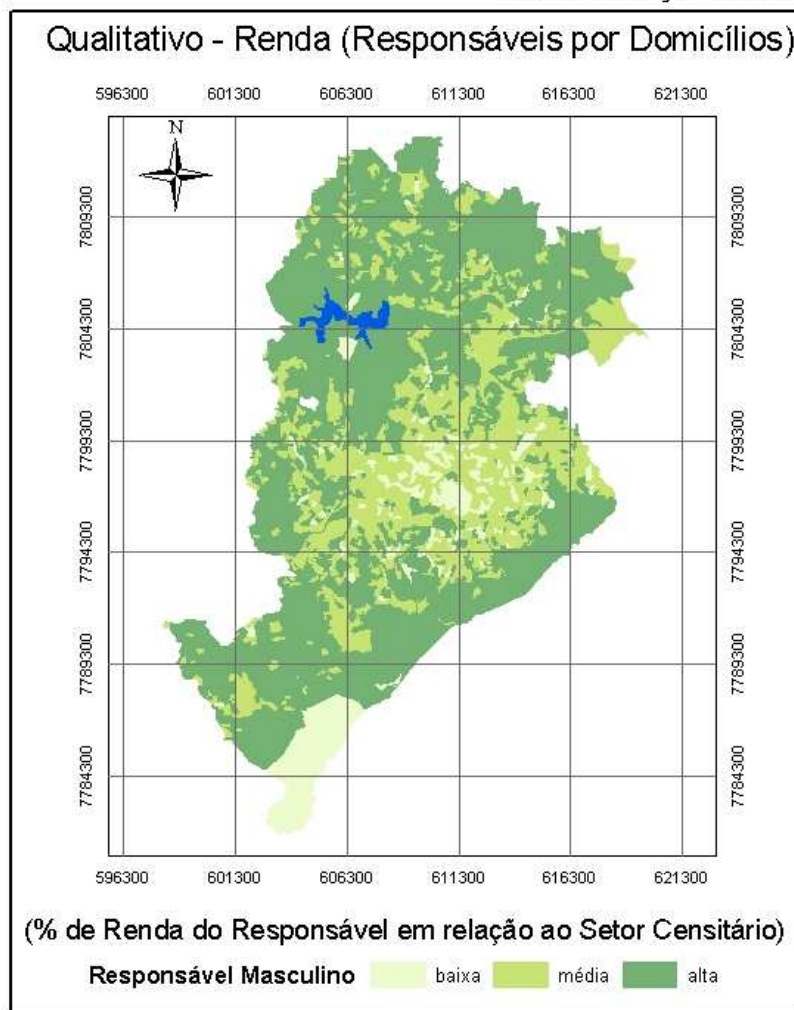 Qualitativo - Renda (Responsáveis por Domicílios)
596300 601300 606300 611300 616300 621300
N
7809300 7809300
7804300 7804300
7799300 7799300
7794300 7794300
7789300 7789300
7784300 7784300
596300 601300 606300 611300 616300 621300
(% de Renda do Responsável em relação ao Setor Censitário)
Responsável Masculino baixa média alta